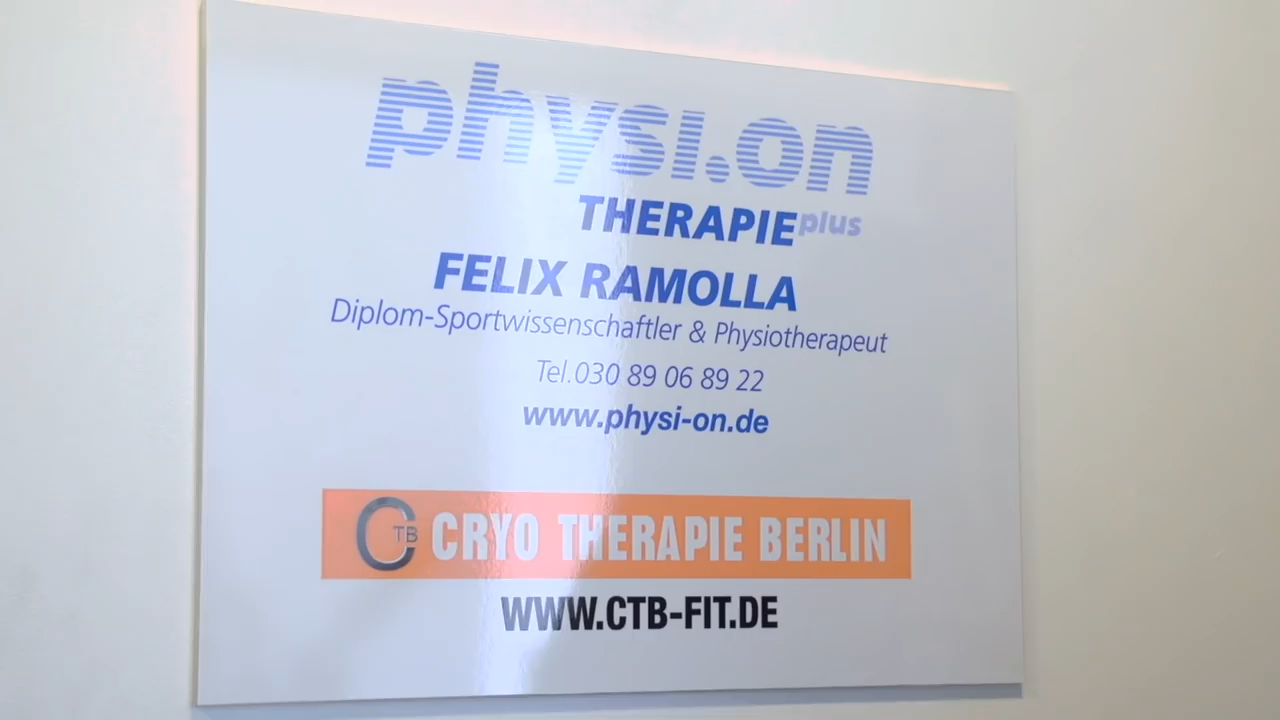 physi.on
THERAPIEplus
FELIX RAMOLLA
Diplom-Sportwissenschaftler & Physiotherapeut
Tel.030 89 06 89 22
www.physi-on.de
CTB CRYO THERAPIE BERLIN
WWW.CTB-FIT.DE